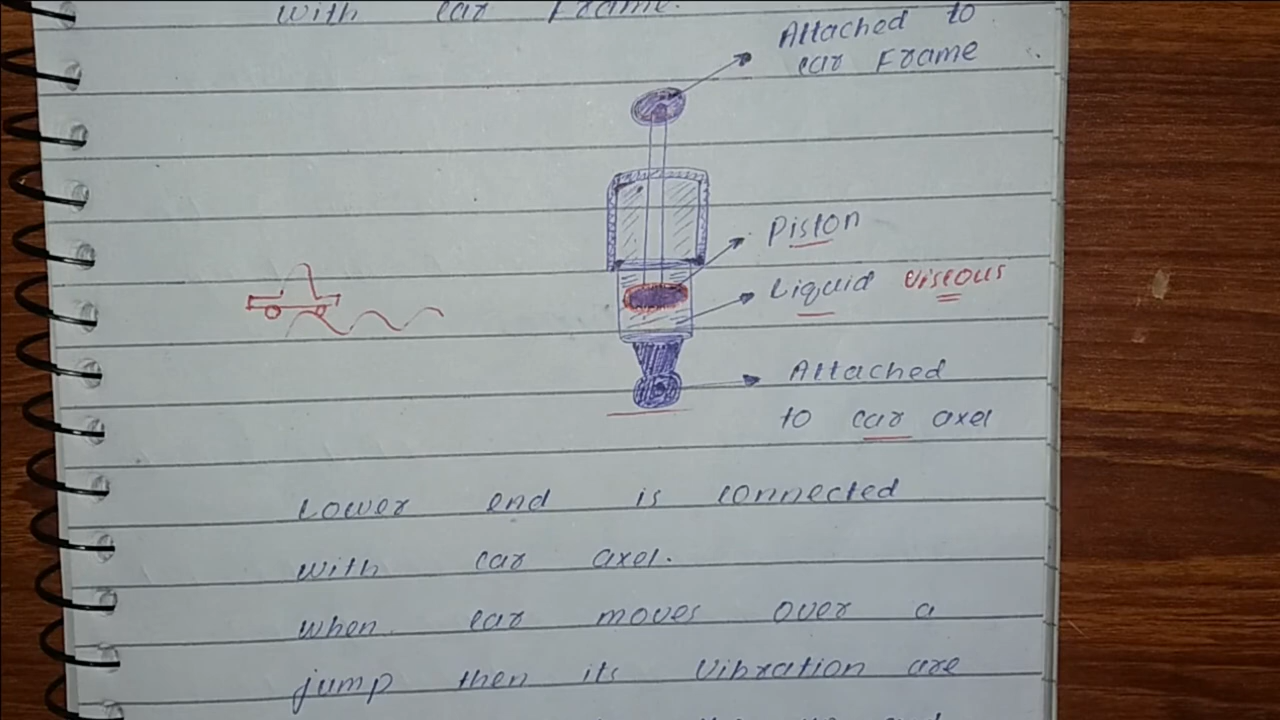 with car Frame.
Attached to
car Frame
Piston
Liquid viscous
Attached
to car axel
Lower end is connected
with car axel.
when car moves over a
jump then its vibration are